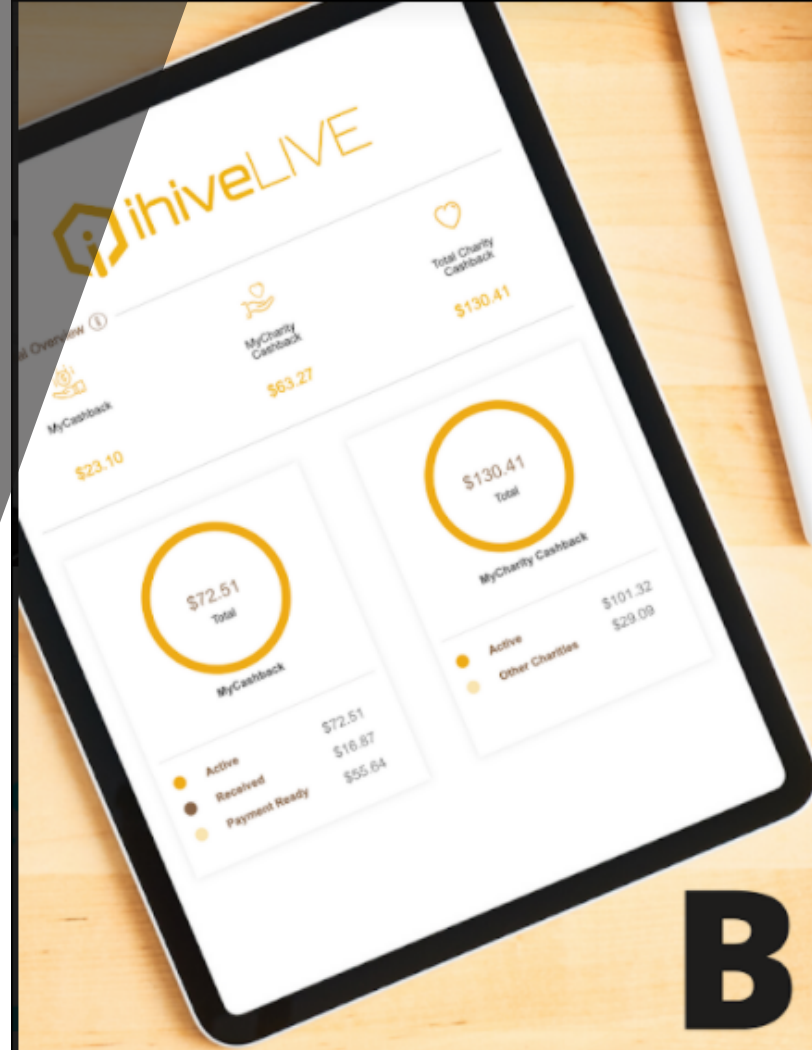 ihiveLIVE
al Overview
MyCashback
$23.10
MyCharity
Cashback
$63.27
Total Charity
Cashback
$130.41
$72.51
Total
MyCashback
Active $72.51
Received $16.87
Payment Ready $55.64
$130.41
Total
MyCharity Cashback
Active $101.32
Other Charities $29.09
B